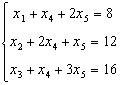 x₁ + x₄ + 2x₅ = 8
x₂ + 2x₄ + x₅ = 12
x₃ + x₄ + 3x₅ = 16